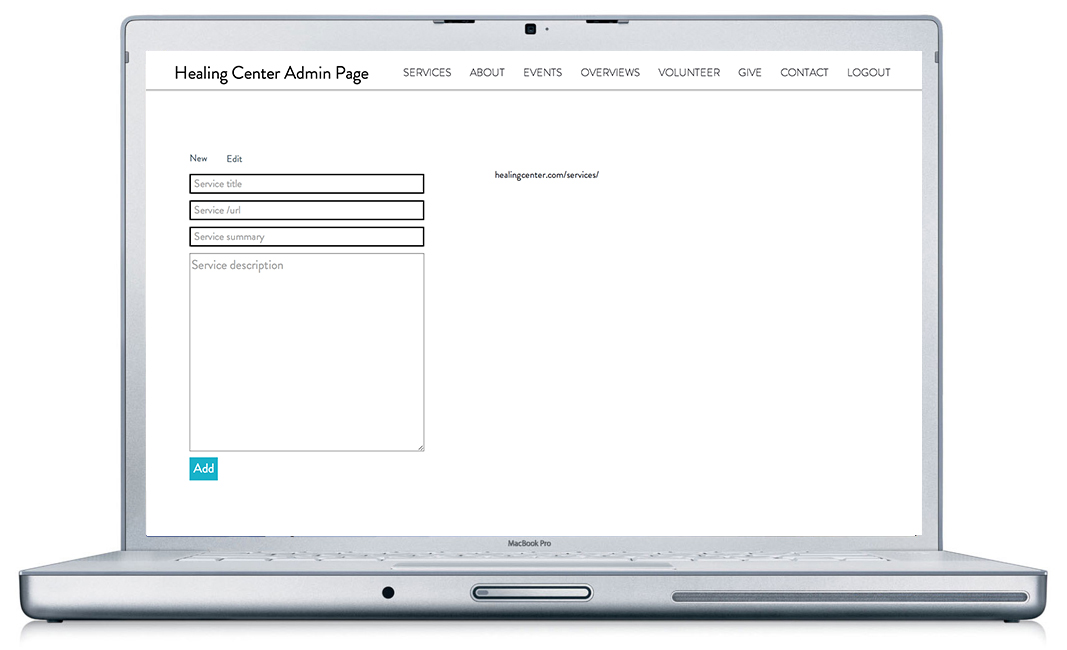 Healing Center Admin Page SERVICES ABOUT EVENTS OVERVIEWS VOLUNTEER GIVE CONTACT LOGOUT
New Edit
healingcenter.com/services/
Service title
Service /url
Service summary
Service description
Add
MacBook Pro